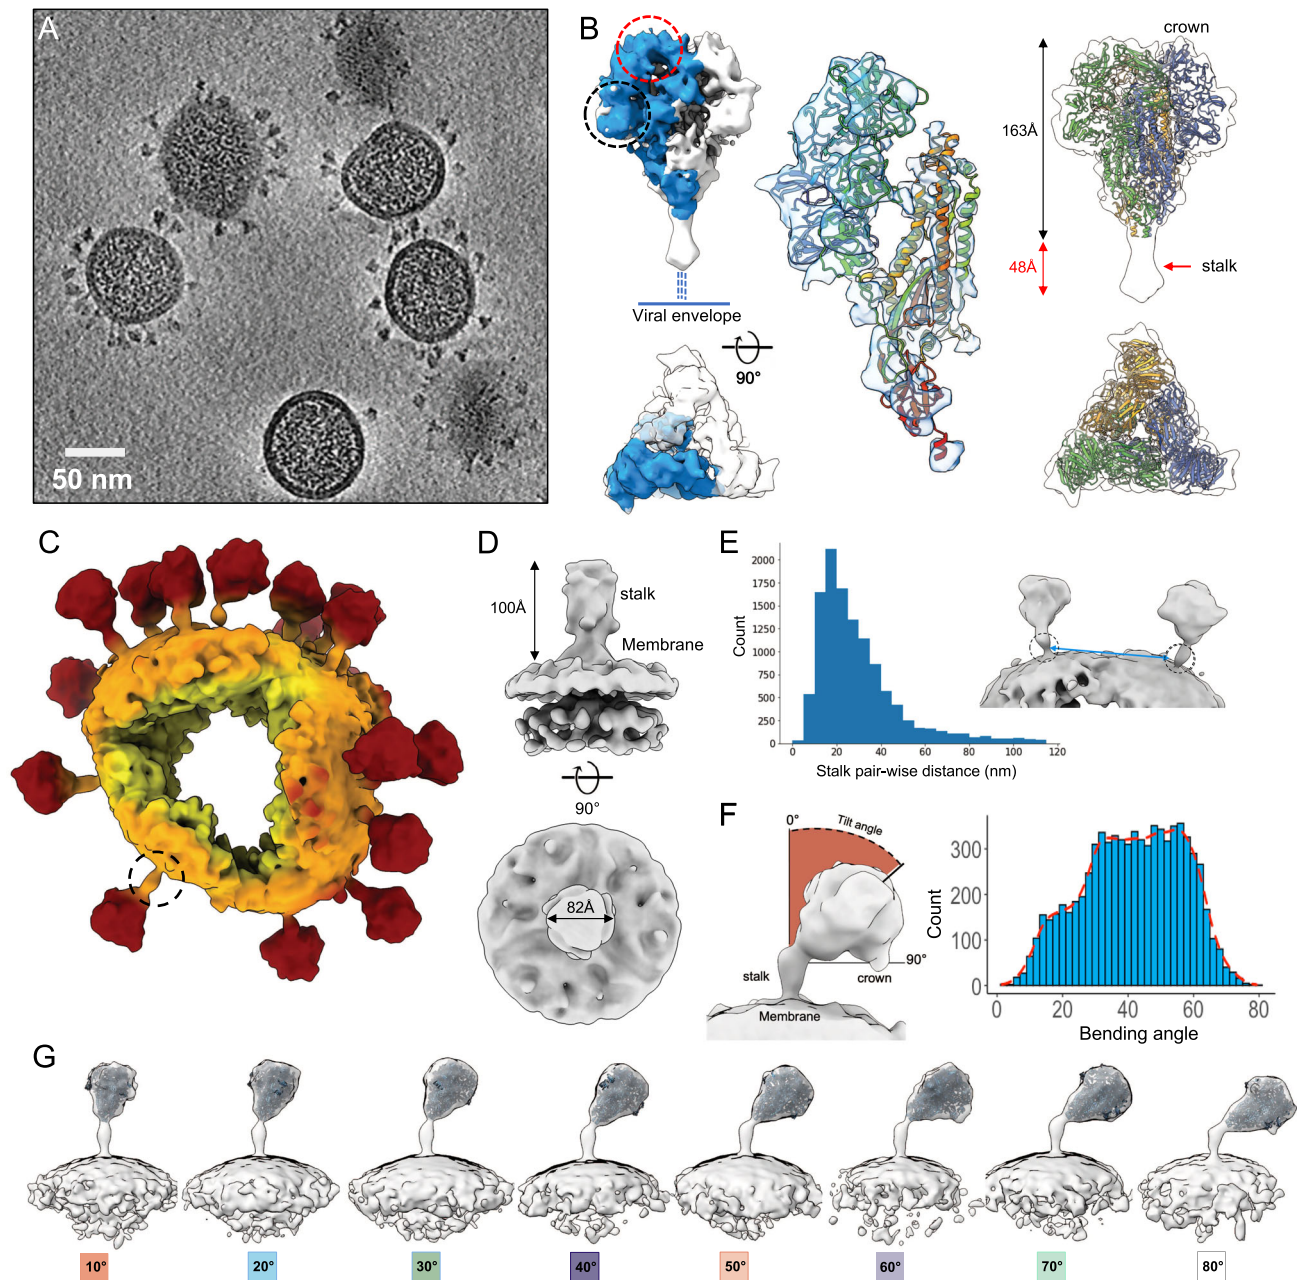 A
50 nm
B
Viral envelope
90°
crown
163Å
48Å
stalk
C
D
100Å
stalk
Membrane
90°
82Å
E
2000
1750
1500
1250
1000
750
500
250
0
Count
0 20 40 60 80 100 120
Stalk pair-wise distance (nm)
F
0°
Tilt angle
90°
stalk
crown
Membrane
300
200
100
0
Count
0 20 40 60 80
Bending angle
G
10° 20° 30° 40° 50° 60° 70° 80°